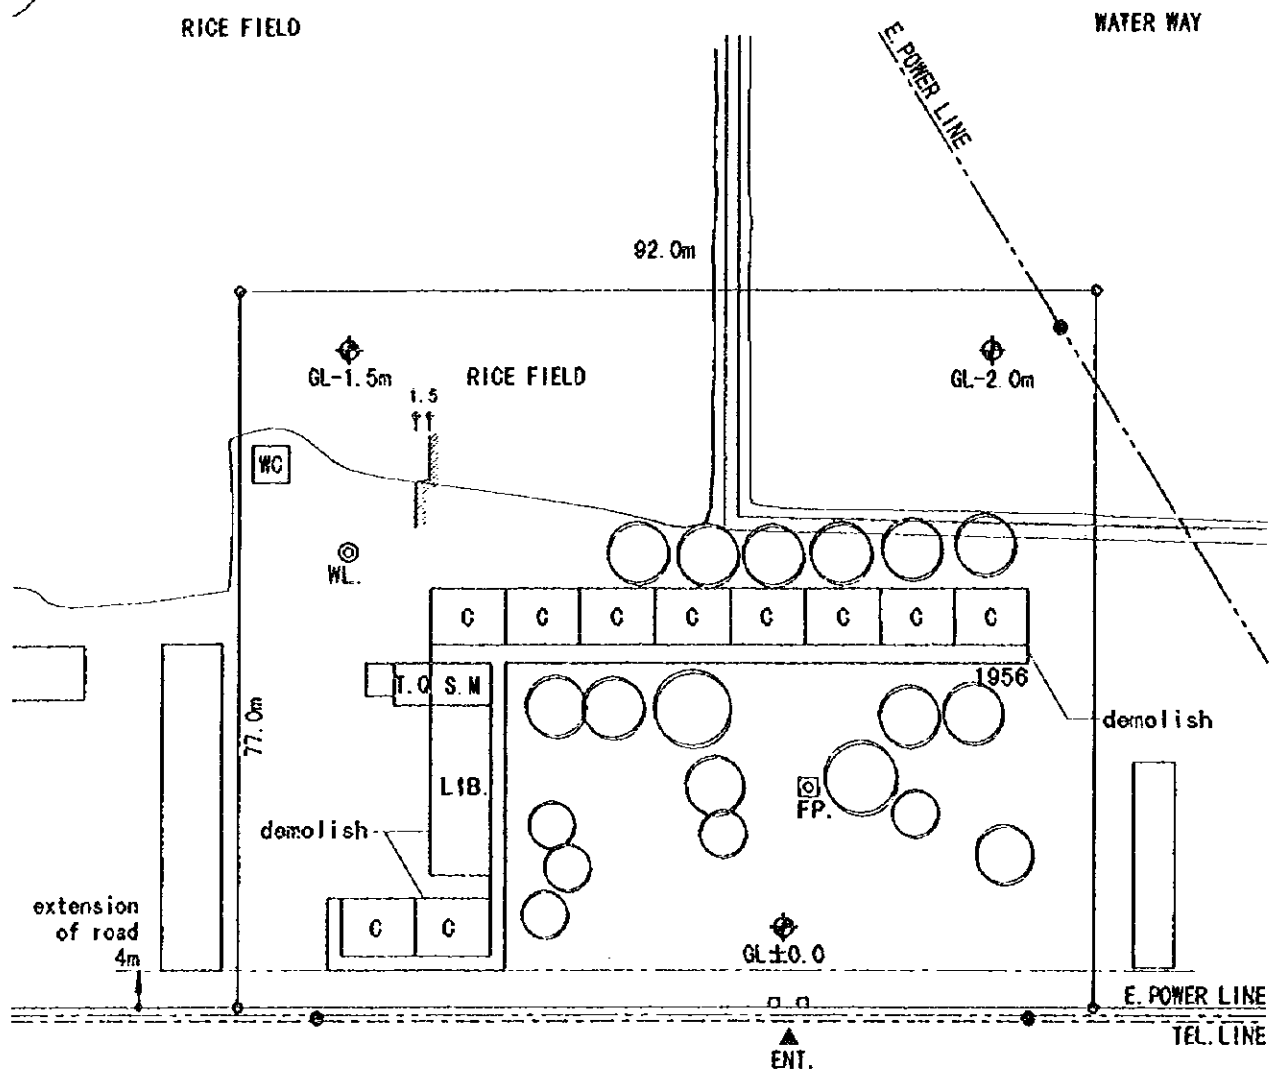 RICE FIELD
WATER WAY
E. POWER LINE
92.0m
GL-1.5m
RICE FIELD
GL-2.0m
1.5
WC
WL.
C C C C C C C C
1956
T.O S.M
demolish
77.0m
LIB.
FP.
demolish
C C
extension
of road
4m
GL±0.0
E. POWER LINE
TEL. LINE
ENT.